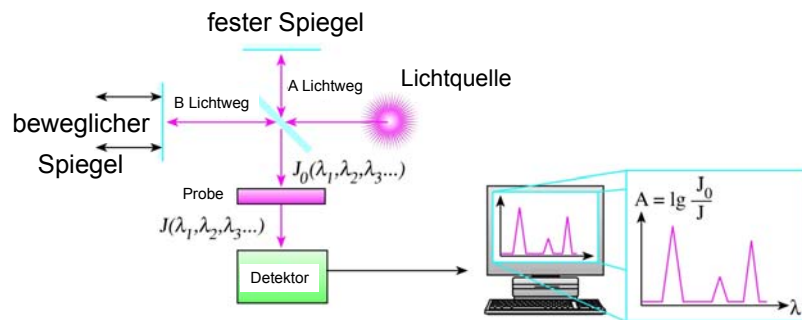 fester Spiegel
A Lichtweg
Lichtquelle
B Lichtweg
beweglicher
Spiegel
J₀(λ₁,λ₂,λ₃...)
Probe
J(λ₁,λ₂,λ₃...)
Detektor
A = lg J₀/J
λ